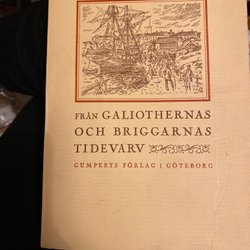 FRÅN GALIOTHERNAS
OCH BRIGGARNAS
TIDEVARV
GUMPERTS FÖRLAG / GÖTEBORG